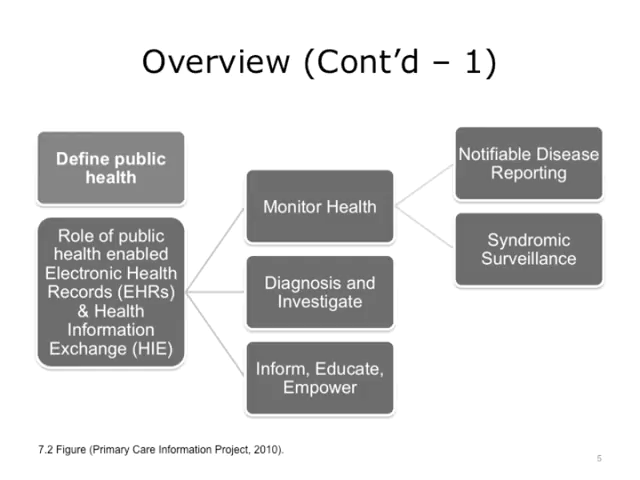 Overview (Cont’d – 1)
Define public
health
Role of public
health enabled
Electronic Health
Records (EHRs)
& Health
Information
Exchange (HIE)
Monitor Health
Diagnosis and
Investigate
Inform, Educate,
Empower
Notifiable Disease
Reporting
Syndromic
Surveillance
7.2 Figure (Primary Care Information Project, 2010).
5